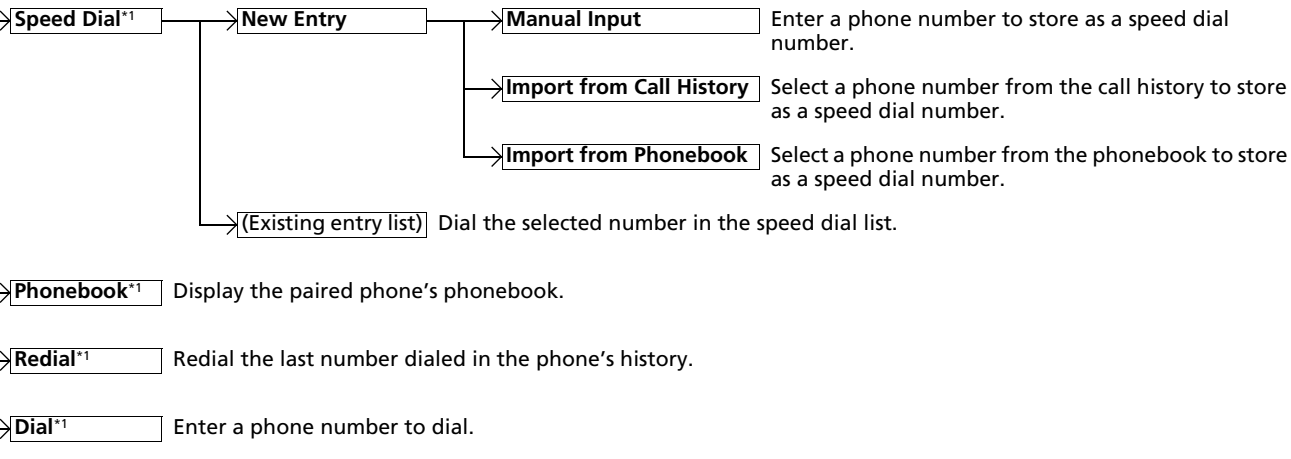 Speed Dial*1
New Entry
Manual Input
Enter a phone number to store as a speed dial
number.
Import from Call History
Select a phone number from the call history to store
as a speed dial number.
Import from Phonebook
Select a phone number from the phonebook to store
as a speed dial number.
(Existing entry list)
Dial the selected number in the speed dial list.
Phonebook*1
Display the paired phone’s phonebook.
Redial*1
Redial the last number dialed in the phone’s history.
Dial*1
Enter a phone number to dial.